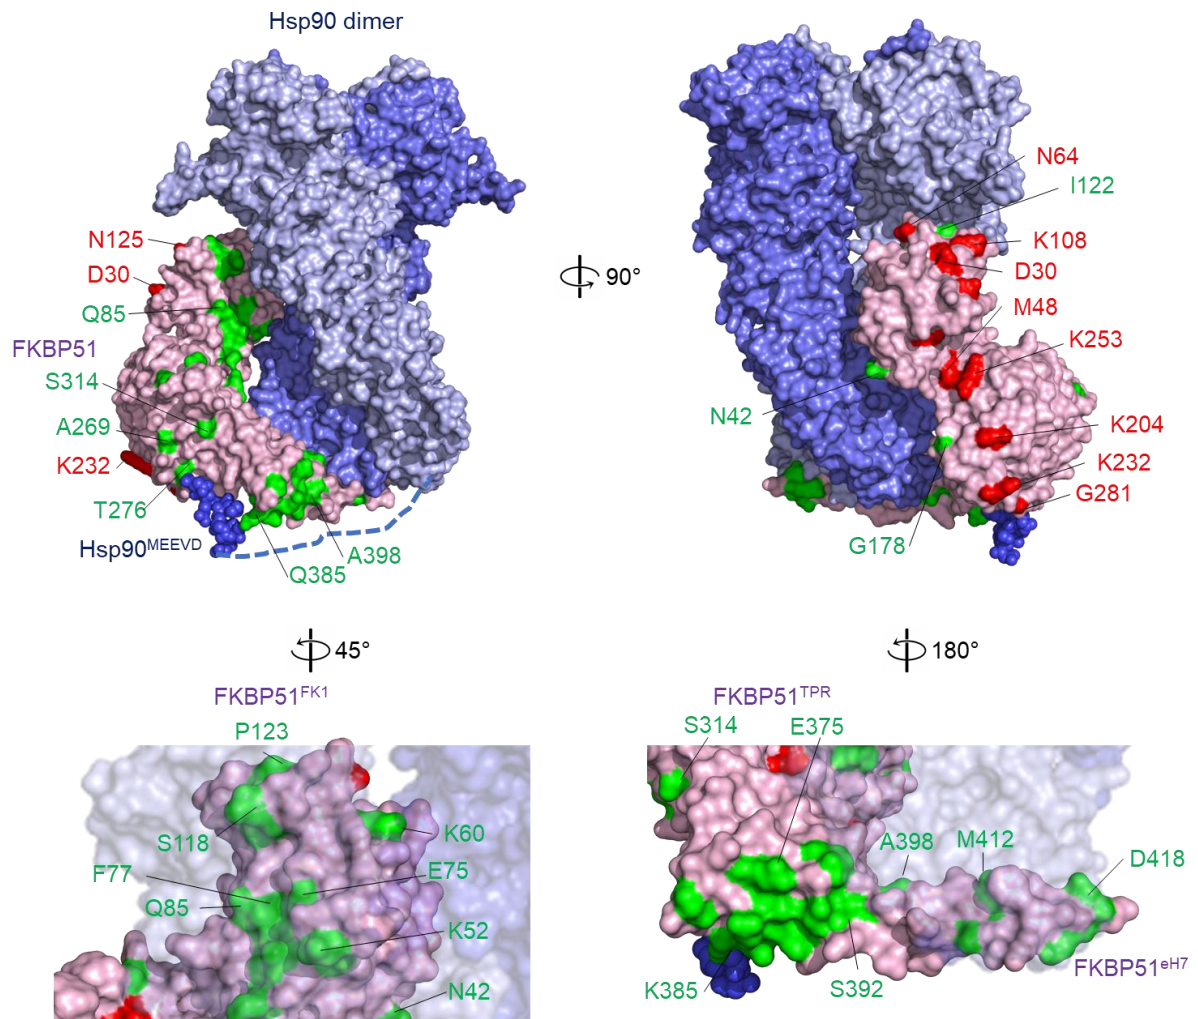 Hsp90 dimer
N125
D30
Q85
FKBP51
S314
A269
K232
T276
Hsp90MEEVD
A398
Q385
90°
N64
I122
K108
D30
M48
K253
N42
K204
K232
G281
G178
45°
180°
FKBP51FK1
P123
S118
K60
F77
E75
Q85
K52
N42
FKBP51TPR
S314
E375
A398
M412
D418
FKBP51eH7
K385
S392